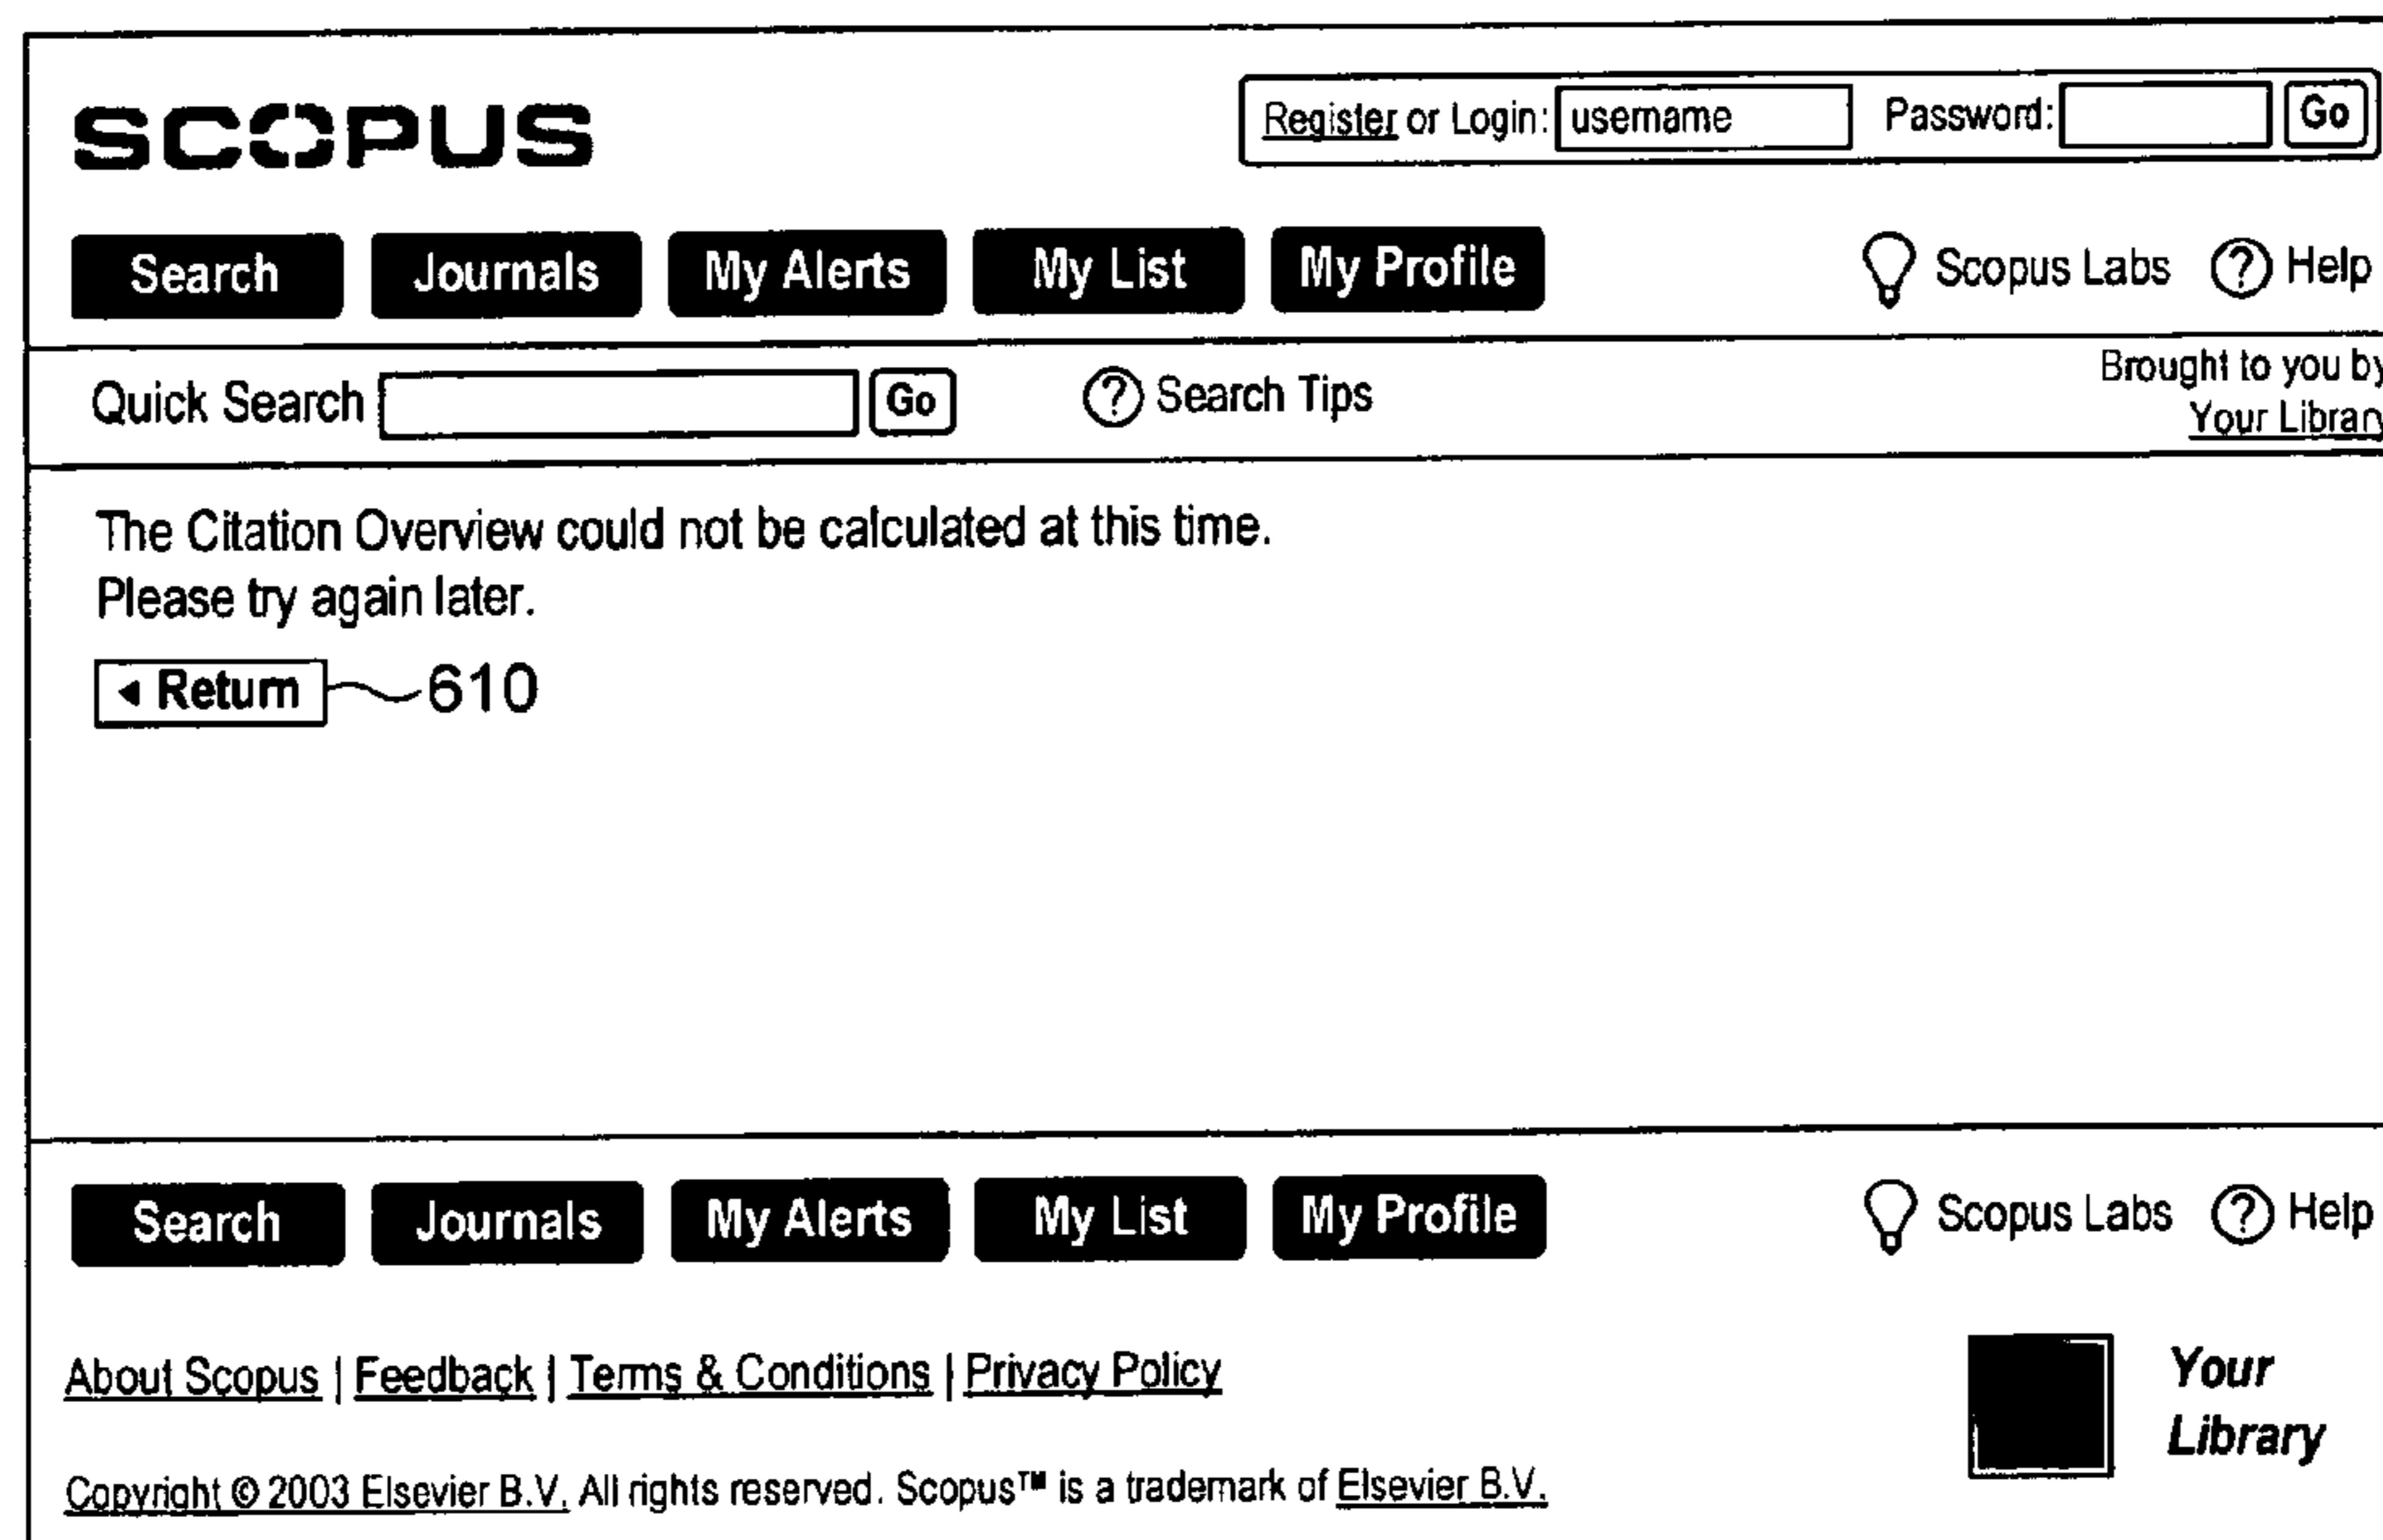 SCOPUS
Register or Login: username Password: Go
Search Journals My Alerts My List My Profile Scopus Labs ? Help
Quick Search Go ? Search Tips
Brought to you by
Your Library
The Citation Overview could not be calculated at this time.
Please try again later.
◄ Return 610
Search Journals My Alerts My List My Profile Scopus Labs ? Help
About Scopus | Feedback | Terms & Conditions | Privacy Policy
Your
Library
Copyright © 2003 Elsevier B.V. All rights reserved. Scopus™ is a trademark of Elsevier B.V.